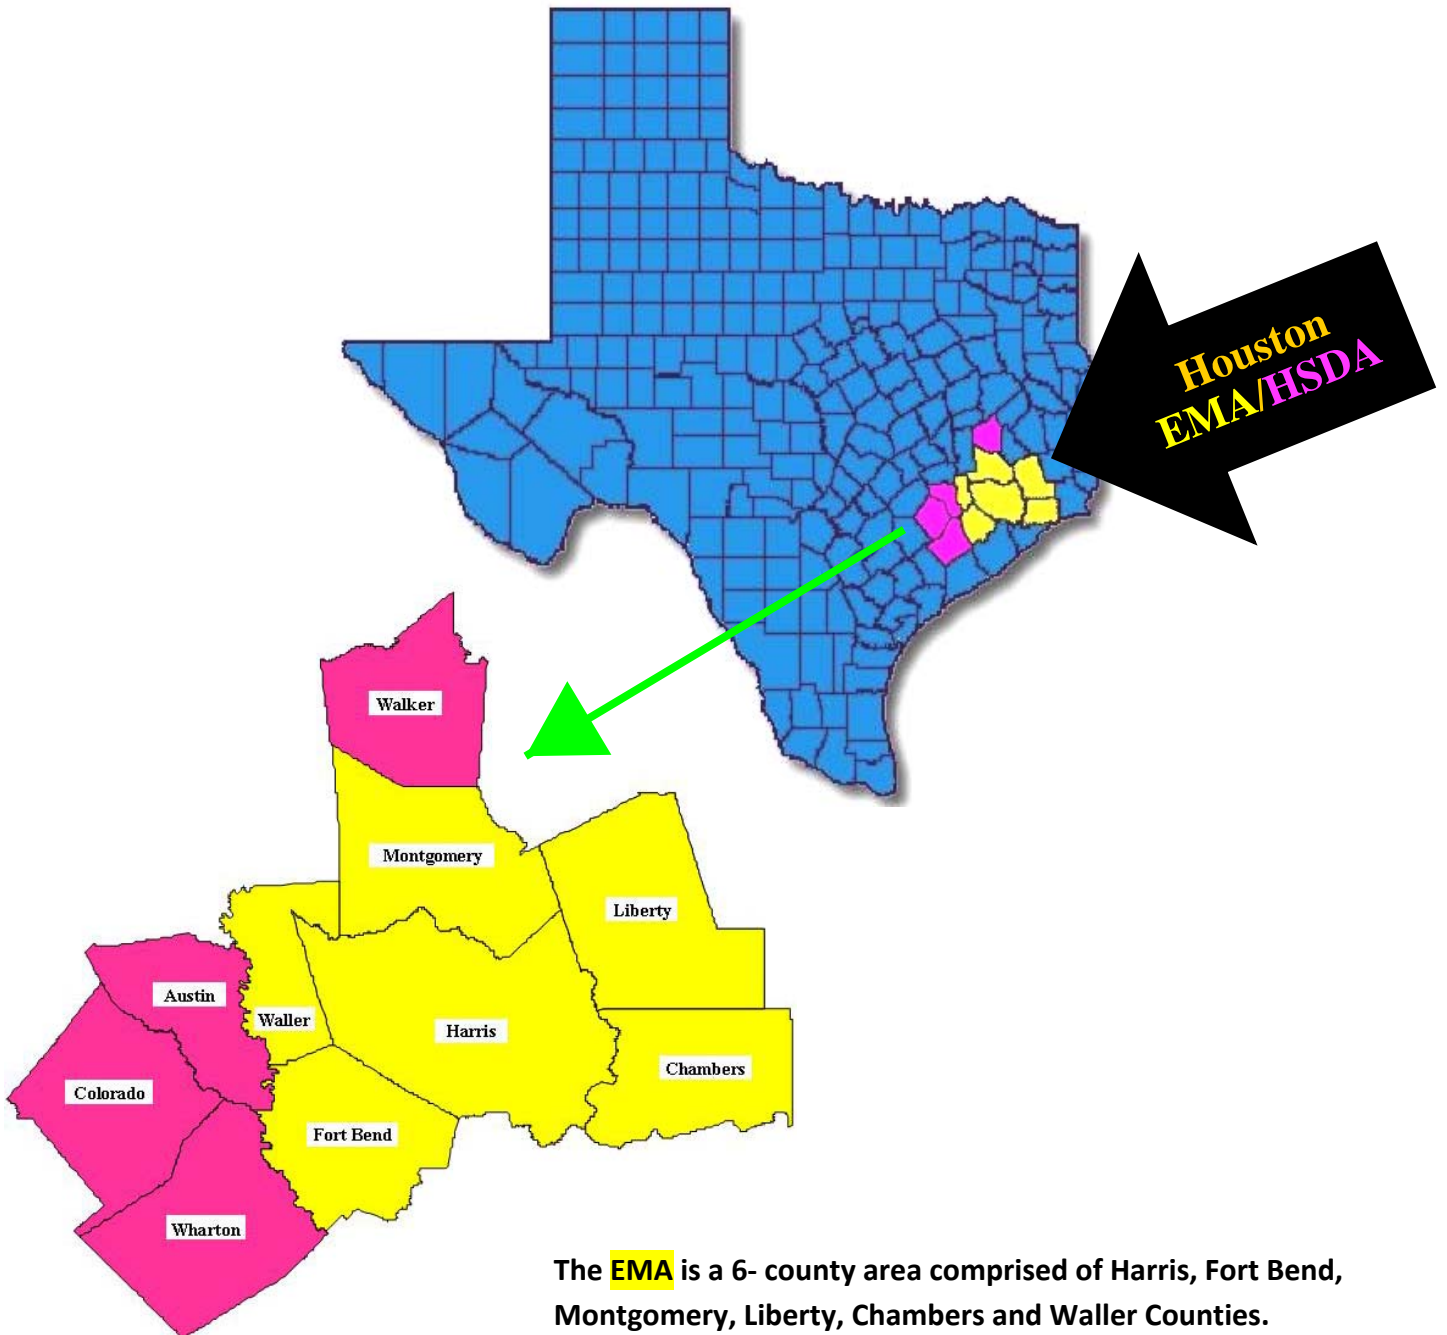 Houston
EMA/HSDA
Walker
Montgomery
Liberty
Austin
Waller
Harris
Chambers
Colorado
Fort Bend
Wharton
The EMA is a 6- county area comprised of Harris, Fort Bend,
Montgomery, Liberty, Chambers and Waller Counties.